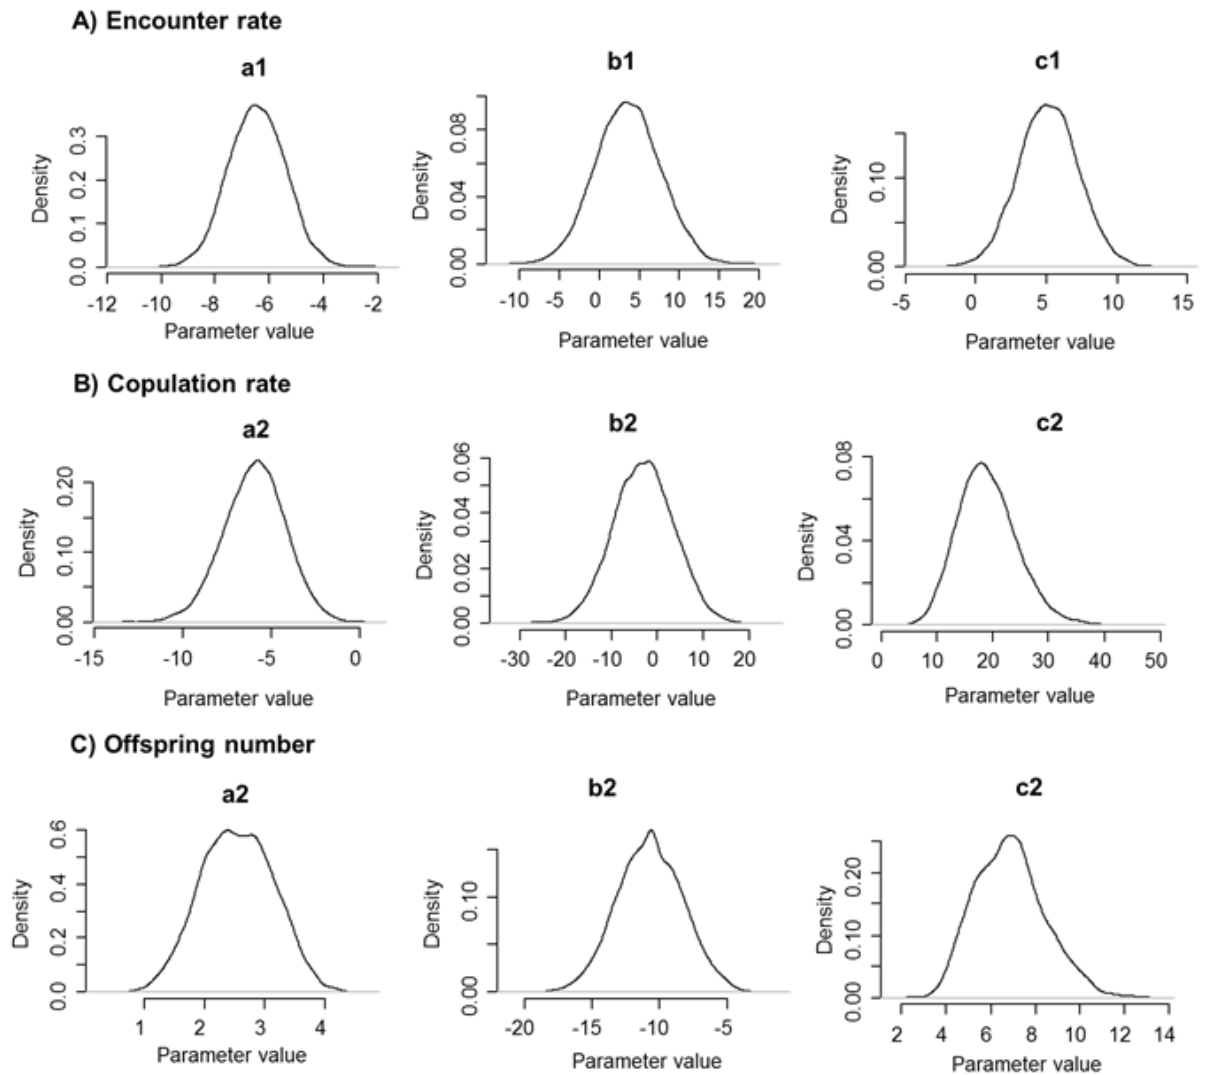 A) Encounter rate
a1
b1
c1
Density
0.0 0.1 0.2 0.3
-12 -10 -8 -6 -4 -2
Parameter value
Density
0.00 0.04 0.08
-10 -5 0 5 10 15 20
Parameter value
Density
0.00 0.10
-5 0 5 10 15
Parameter value
B) Copulation rate
a2
b2
c2
Density
0.00 0.10 0.20
-15 -10 -5 0
Parameter value
Density
0.00 0.02 0.04 0.06
-30 -20 -10 0 10 20
Parameter value
Density
0.00 0.04 0.08
0 10 20 30 40 50
Parameter value
C) Offspring number
a2
b2
c2
Density
0.0 0.2 0.4 0.6
1 2 3 4
Parameter value
Density
0.00 0.10
-20 -15 -10 -5
Parameter value
Density
0.00 0.10 0.20
2 4 6 8 10 12 14
Parameter value